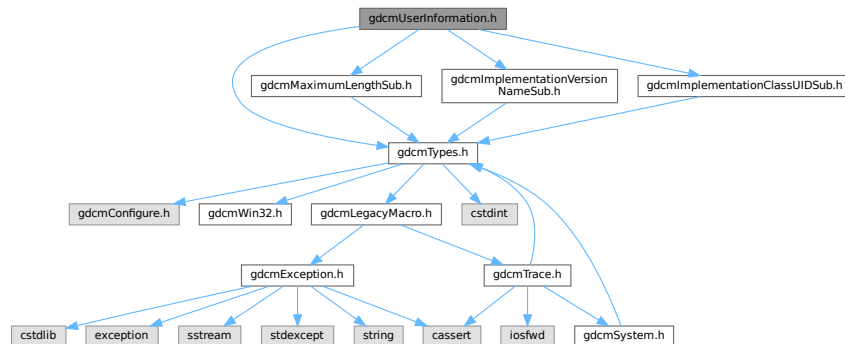 gdcmUserInformation.h
gdcmMaximumLengthSub.h
gdcmImplementationVersion
NameSub.h
gdcmImplementationClassUIDSub.h
gdcmTypes.h
gdcmConfigure.h
gdcmWin32.h
gdcmLegacyMacro.h
cstdint
gdcmException.h
gdcmTrace.h
cstdlib
exception
sstream
stdexcept
string
cassert
iosfwd
gdcmSystem.h